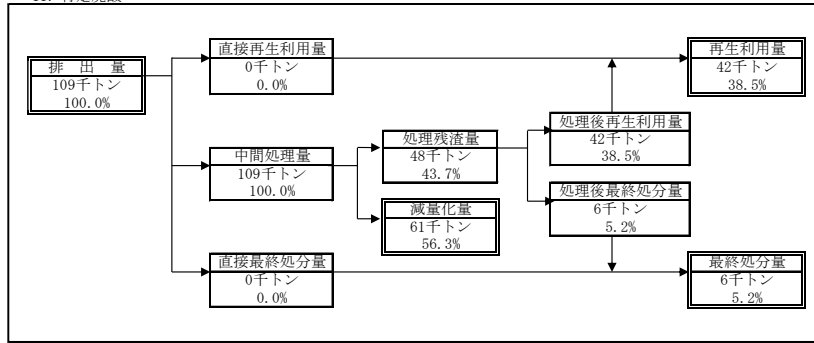 直接再生利用量
0千トン
0.0%
再生利用量
42千トン
38.5%
排 出 量
109千トン
100.0%
中間処理量
109千トン
100.0%
処理残渣量
48千トン
43.7%
処理後再生利用量
42千トン
38.5%
減量化量
61千トン
56.3%
処理後最終処分量
6千トン
5.2%
直接最終処分量
0千トン
0.0%
最終処分量
6千トン
5.2%